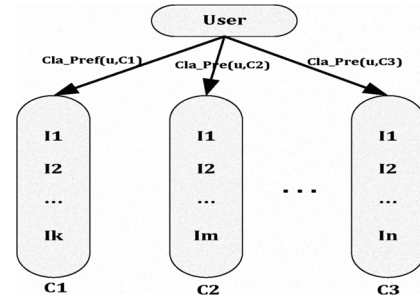 User
Cla_Pref(u,C1)
Cla_Pre(u,C2)
Cla_Pre(u,C3)
I1
I2
...
Ik
I1
I2
...
Im
...
I1
I2
...
In
C1
C2
C3